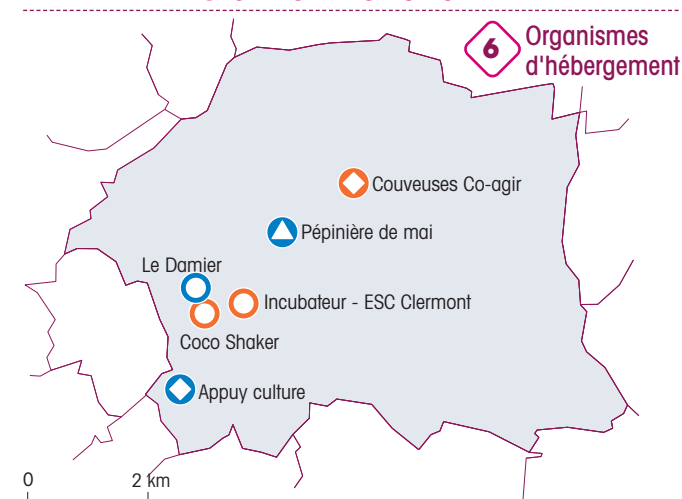 6
Organismes
d'hébergement
Couveuses Co-agir
Pépinière de mai
Le Damier
Incubateur - ESC Clermont
Coco Shaker
Appuy culture
0
2 km